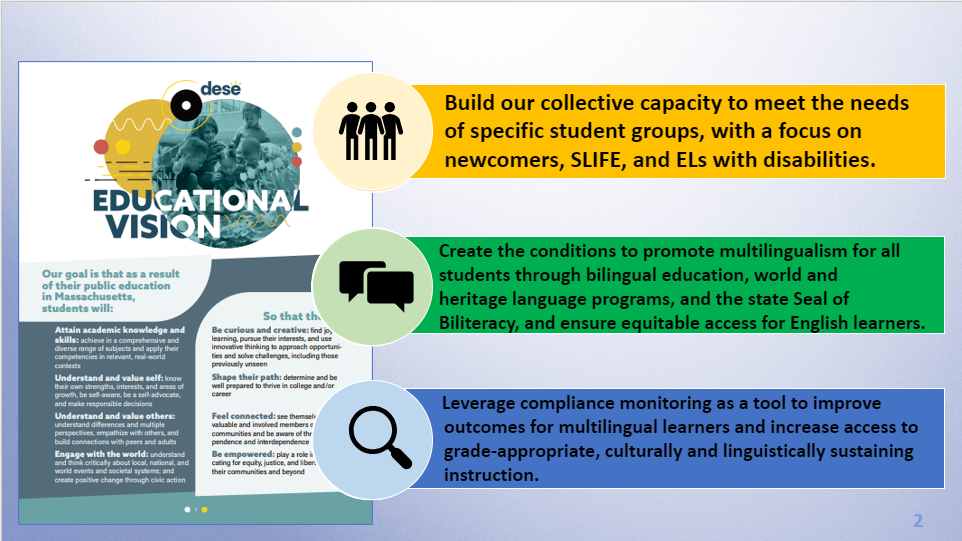 dese
EDUCATIONAL
VISION
Our goal is that as a result
of their public education
in Massachusetts,
students will:
Attain academic knowledge and
skills: achieve in a comprehensive and
diverse range of subjects and apply their
competencies in relevant, real-world
contexts
Understand and value self: know
their own strengths, interests, and areas of
growth, be self-aware, be a self-advocate,
and make responsible decisions
Understand and value others:
understand differences and multiple
perspectives, empathize with others, and
build connections with peers and adults
Engage with the world: understand
and think critically about local, national, and
world events and societal systems; and
create positive change through civic action
So that
Be curious and creative: find
learning, pursue their interests, and use
innovative thinking to approach opportuni-
ties and solve challenges, including those
previously unseen
Shape their path: determine and be
well prepared to thrive in college and/or
career
Feel connected: see
valuable and involved members
communities and be aware of
pendence and interdependence
Be empowered: play a role
cating for equity, justice, and
their communities and beyond
Build our collective capacity to meet the needs
of specific student groups, with a focus on
newcomers, SLIFE, and ELs with disabilities.
Create the conditions to promote multilingualism for all
students through bilingual education, world and
heritage language programs, and the state Seal of
Biliteracy, and ensure equitable access for English learners.
Leverage compliance monitoring as a tool to improve
outcomes for multilingual learners and increase access to
grade-appropriate, culturally and linguistically sustaining
instruction.
2